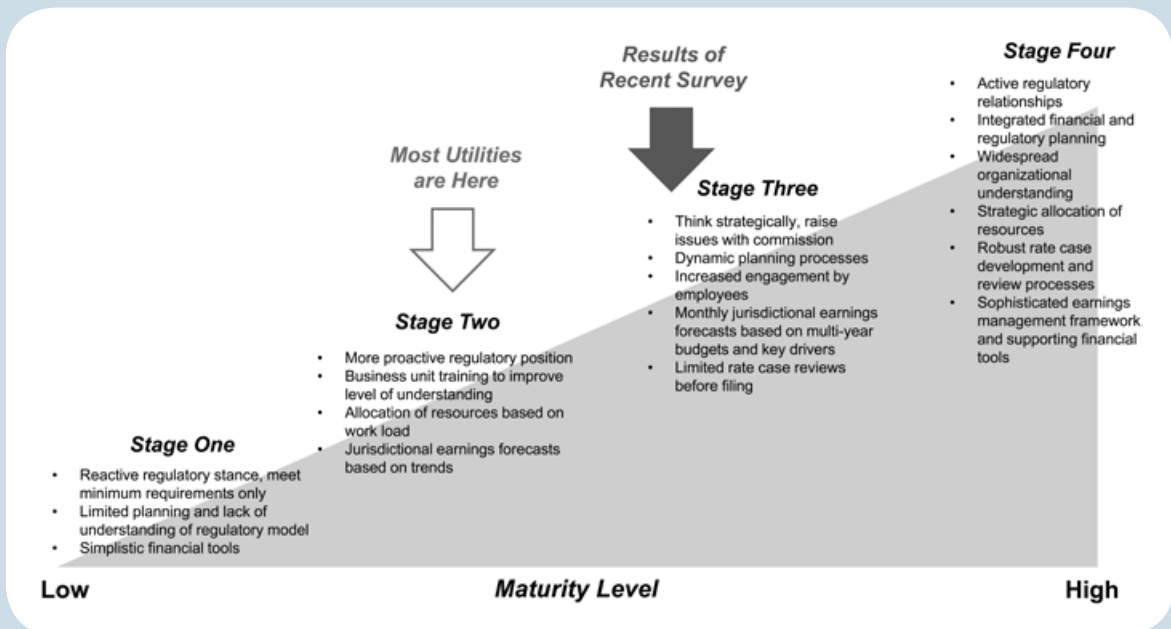 Results of
Recent Survey
Most Utilities
are Here
Stage One
• Reactive regulatory stance, meet
minimum requirements only
• Limited planning and lack of
understanding of regulatory model
• Simplistic financial tools
Stage Two
• More proactive regulatory position
• Business unit training to improve
level of understanding
• Allocation of resources based on
work load
• Jurisdictional earnings forecasts
based on trends
Stage Three
• Think strategically, raise
issues with commission
• Dynamic planning processes
• Increased engagement by
employees
• Monthly jurisdictional earnings
forecasts based on multi-year
budgets and key drivers
• Limited rate case reviews
before filing
Stage Four
• Active regulatory
relationships
• Integrated financial and
regulatory planning
• Widespread
organizational
understanding
• Strategic allocation of
resources
• Robust rate case
development and
review processes
• Sophisticated earnings
management framework
and supporting financial
tools
Low
Maturity Level
High